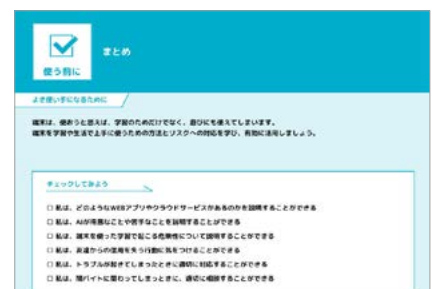 まとめ
使う前に
よき使い手になるために
端末は、使おうと思えば、学習のためだけでなく、遊びにも使えてしまいます。
端末を学習や生活で上手に使うための方法とリスクへの対応を学び、有効に活用しましょう。
チェックしてみよう
□ 私は、どのようなWEBアプリやクラウドサービスがあるのかを説明することができる
□ 私は、AIが得意なことや苦手なことを説明することができる
□ 私は、端末を使った学習で起こる危険性について説明することができる
□ 私は、友達からの信用を失う行動に気をつけることができる
□ 私は、トラブルが起きてしまったときに適切に対応することができる
□ 私は、闇バイトに関わってしまったときに、適切に相談することができる